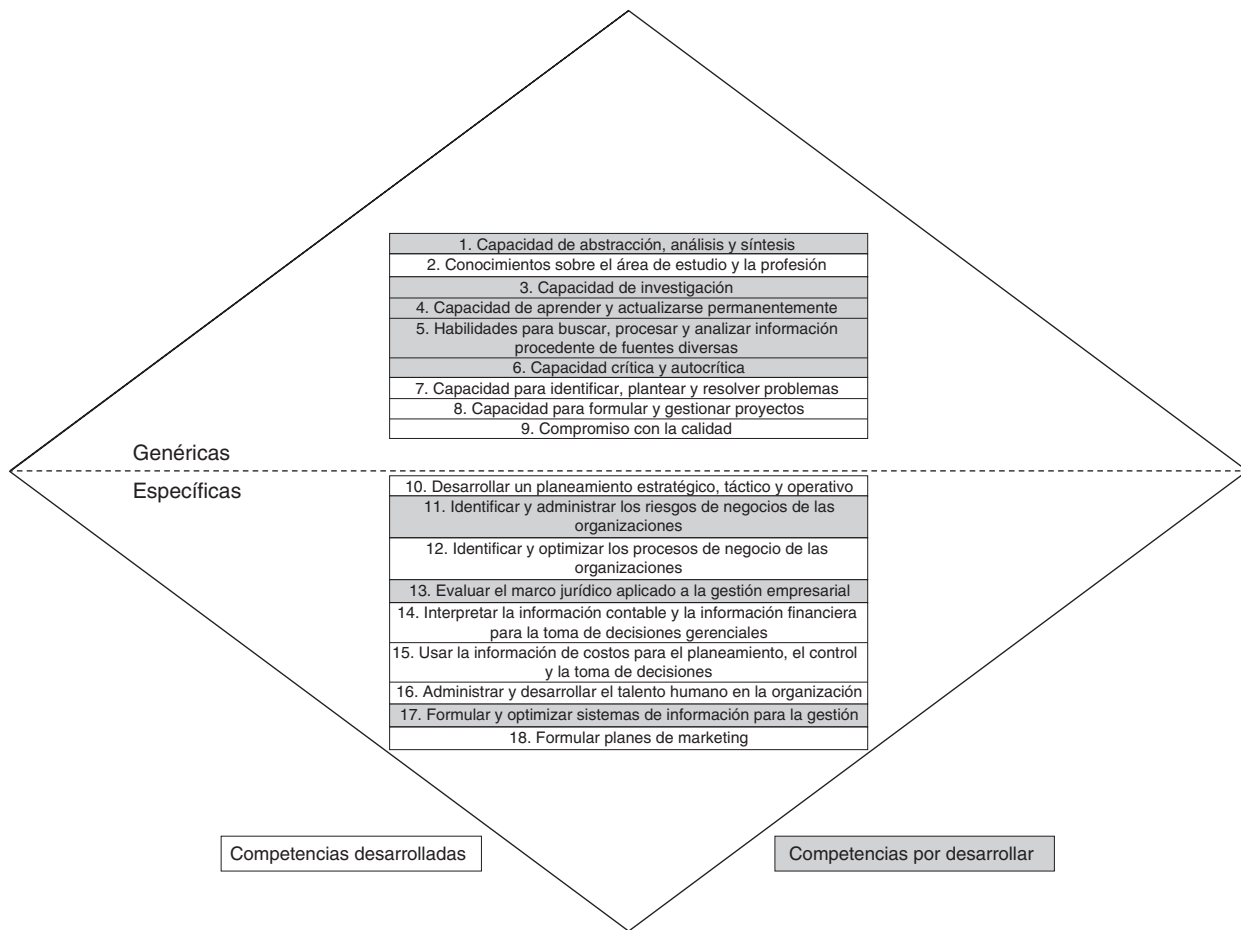 1. Capacidad de abstracción, análisis y síntesis
2. Conocimientos sobre el área de estudio y la profesión
3. Capacidad de investigación
4. Capacidad de aprender y actualizarse permanentemente
5. Habilidades para buscar, procesar y analizar información
procedente de fuentes diversas
6. Capacidad crítica y autocrítica
7. Capacidad para identificar, plantear y resolver problemas
8. Capacidad para formular y gestionar proyectos
9. Compromiso con la calidad
Genéricas
Específicas
10. Desarrollar un planeamiento estratégico, táctico y operativo
11. Identificar y administrar los riesgos de negocios de las
organizaciones
12. Identificar y optimizar los procesos de negocio de las
organizaciones
13. Evaluar el marco jurídico aplicado a la gestión empresarial
14. Interpretar la información contable y la información financiera
para la toma de decisiones gerenciales
15. Usar la información de costos para el planeamiento, el control
y la toma de decisiones
16. Administrar y desarrollar el talento humano en la organización
17. Formular y optimizar sistemas de información para la gestión
18. Formular planes de marketing
Competencias desarrolladas
Competencias por desarrollar